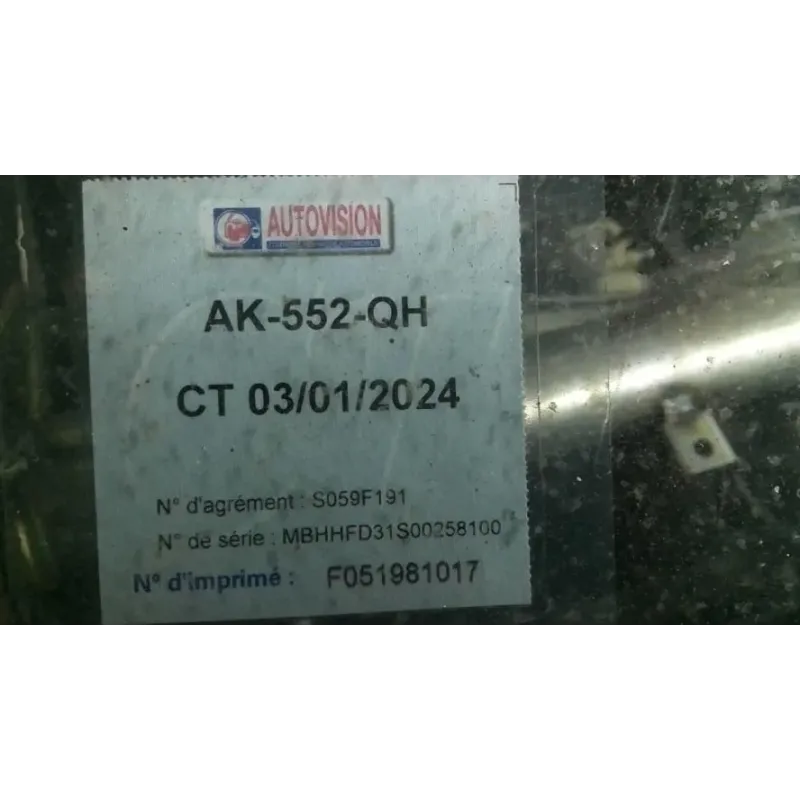 AUTOVISION
AK-552-QH
CT 03/01/2024
N° d'agrément : S059F191
N° de série : MBHHFD31S00258100
N° d'imprimé : F051981017